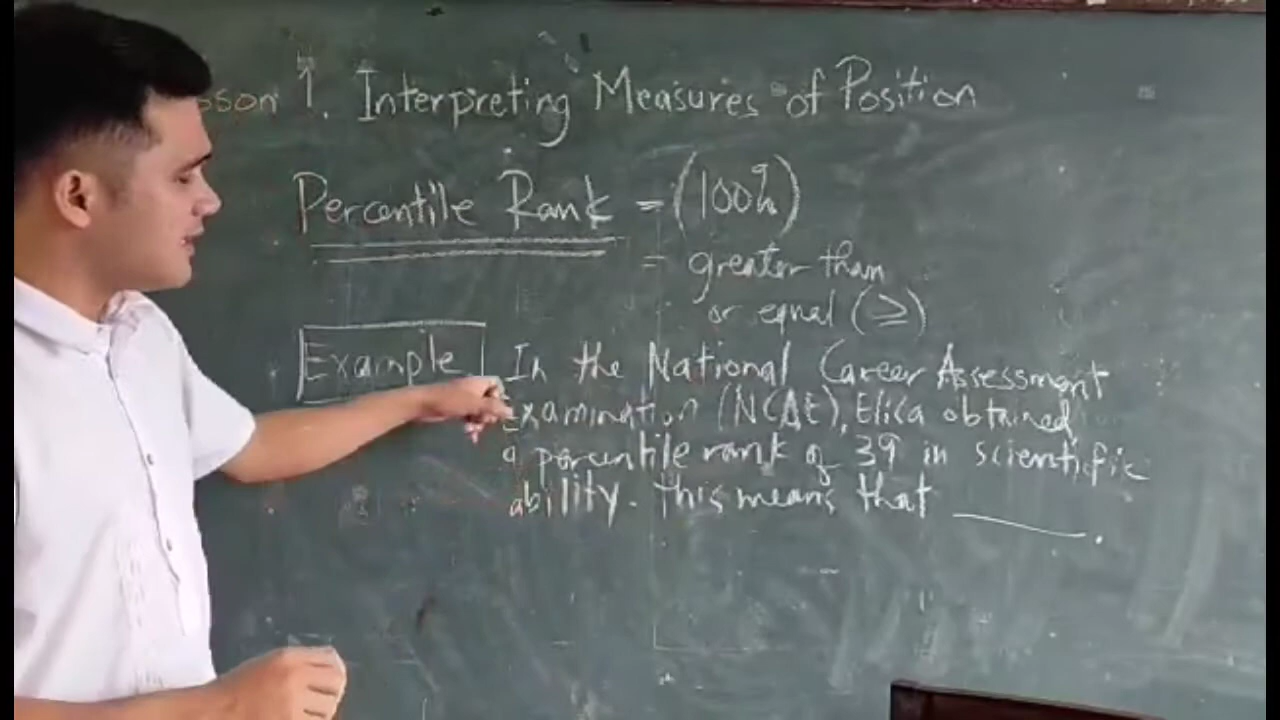 sson 1. Interpreting Measures of Position
Percentile Rank = (100%)
= greater than
or equal (≥)
Example In the National Career Assessment
Examination (NCAE), Elica obtained
a percentile rank of 39 in scientific
ability. This means that ______.